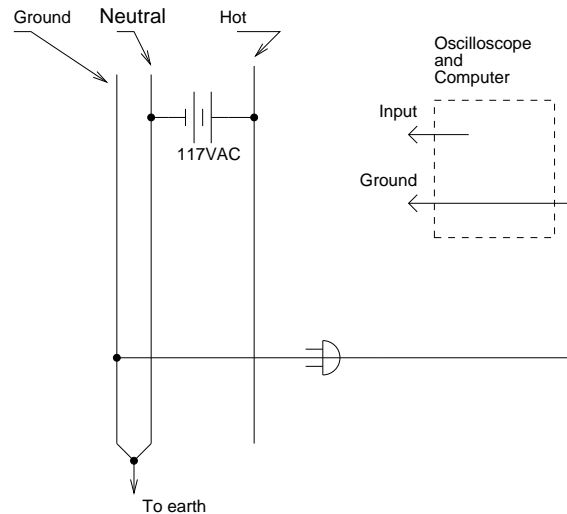 Ground
Neutral
Hot
Oscilloscope
and
Computer
Input
117VAC
Ground
To earth